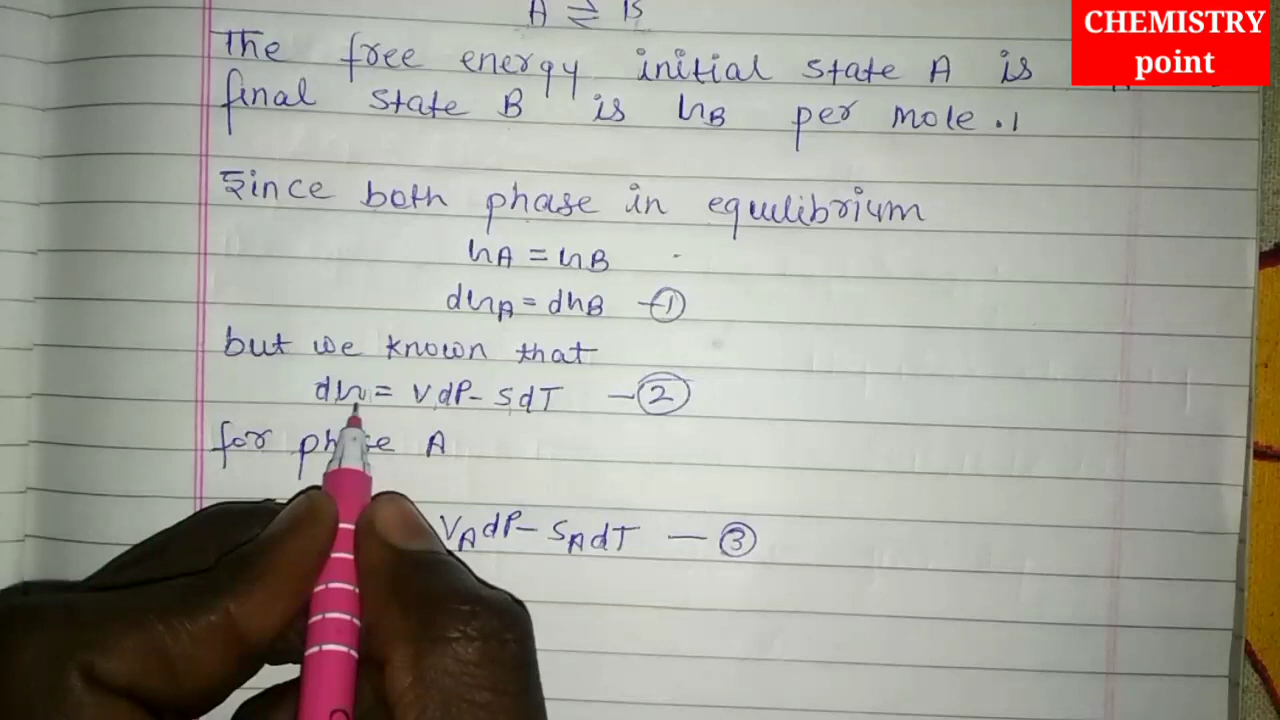 CHEMISTRY
point
A ⇌ B
The free energy initial state A is
final state B is GB per mole.
Since both phase in equilibrium
GA = GB
dGA = dGB — ①
but we known that
dG = VdP - SdT — ②
for phase A
VAdP - SAdT — ③